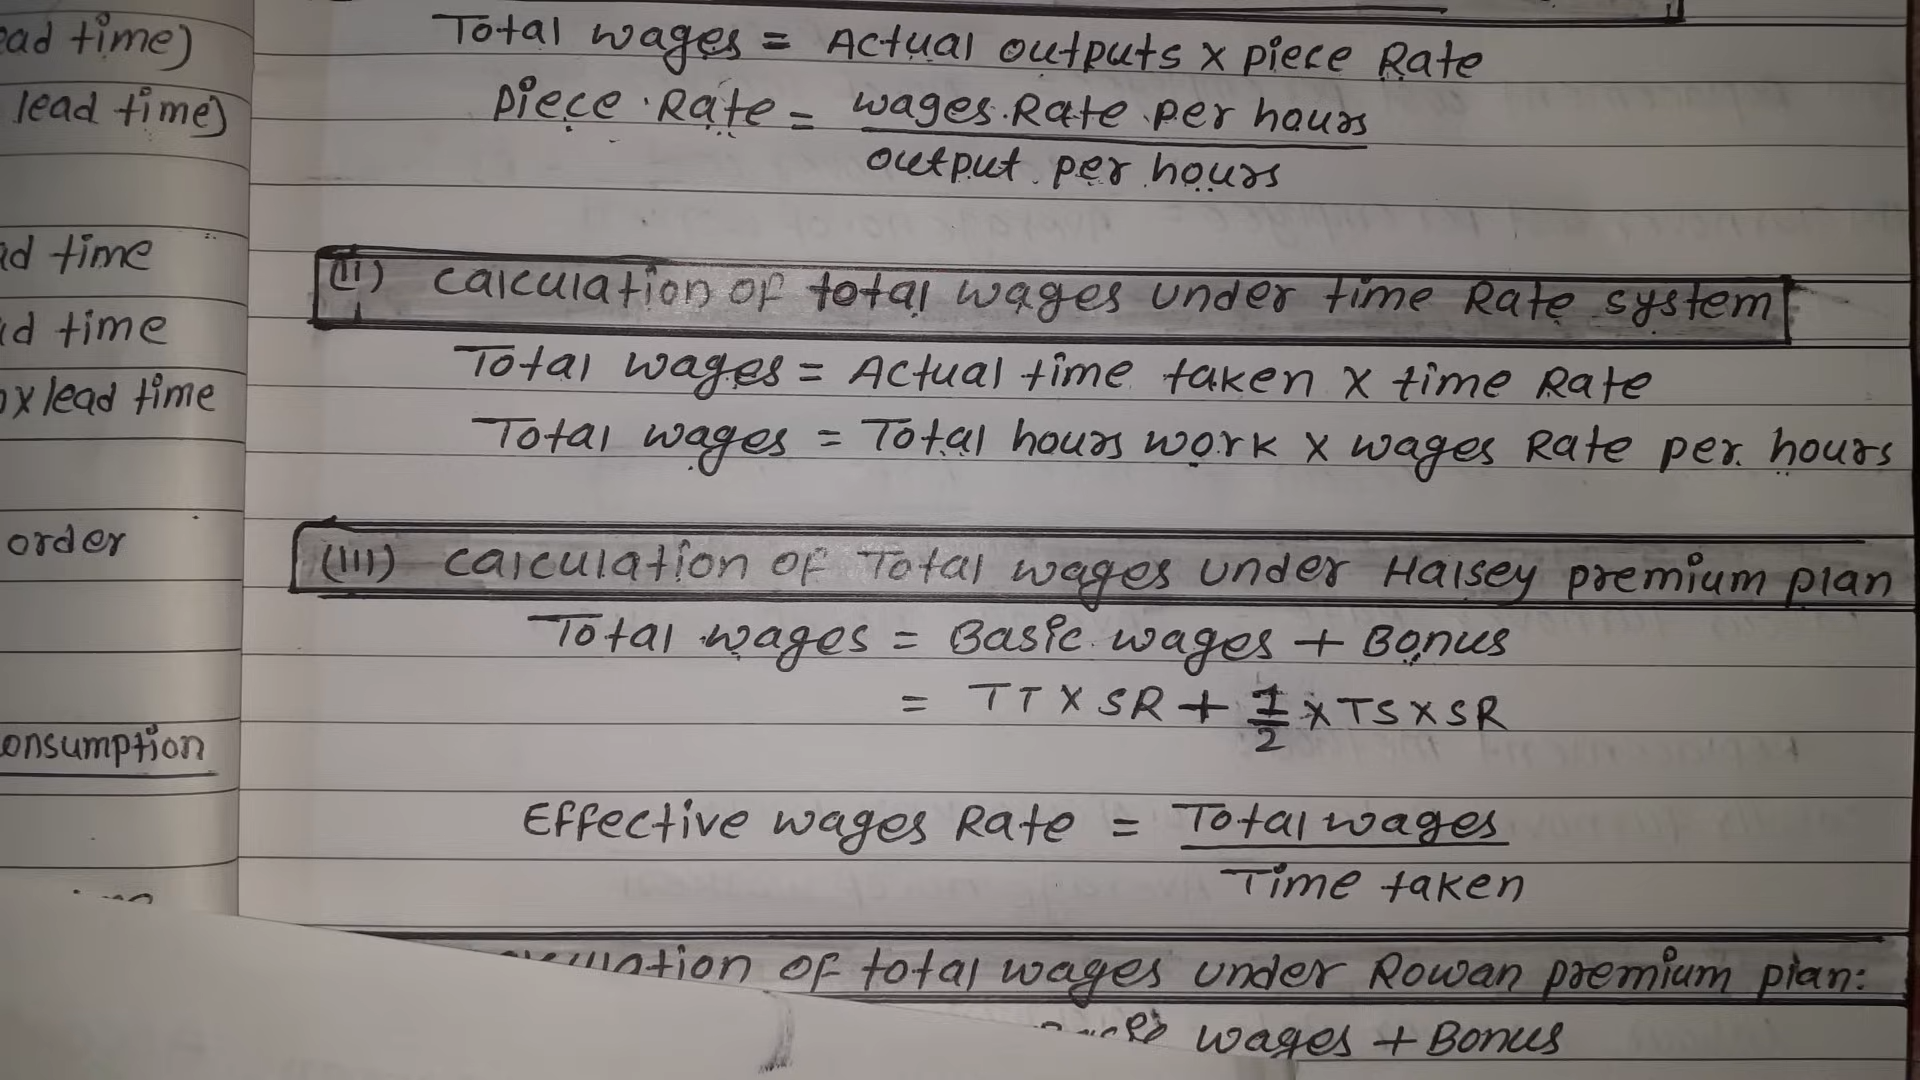 ead time)
lead time)
ad time
ad time
x lead time
order
onsumption
Total wages = Actual outputs x piece Rate
piece Rate = wages Rate per hours
output per hours
(II) calculation of total wages under time Rate system
Total wages = Actual time taken x time Rate
Total wages = Total hours work x wages Rate per hours
(III) calculation of Total wages under Halsey premium plan
Total wages = Basic wages + Bonus
= TT x SR + 1/2 x TS x SR
Effective wages Rate = Total wages
Time taken
of total wages under Rowan premium plan:
wages + Bonus